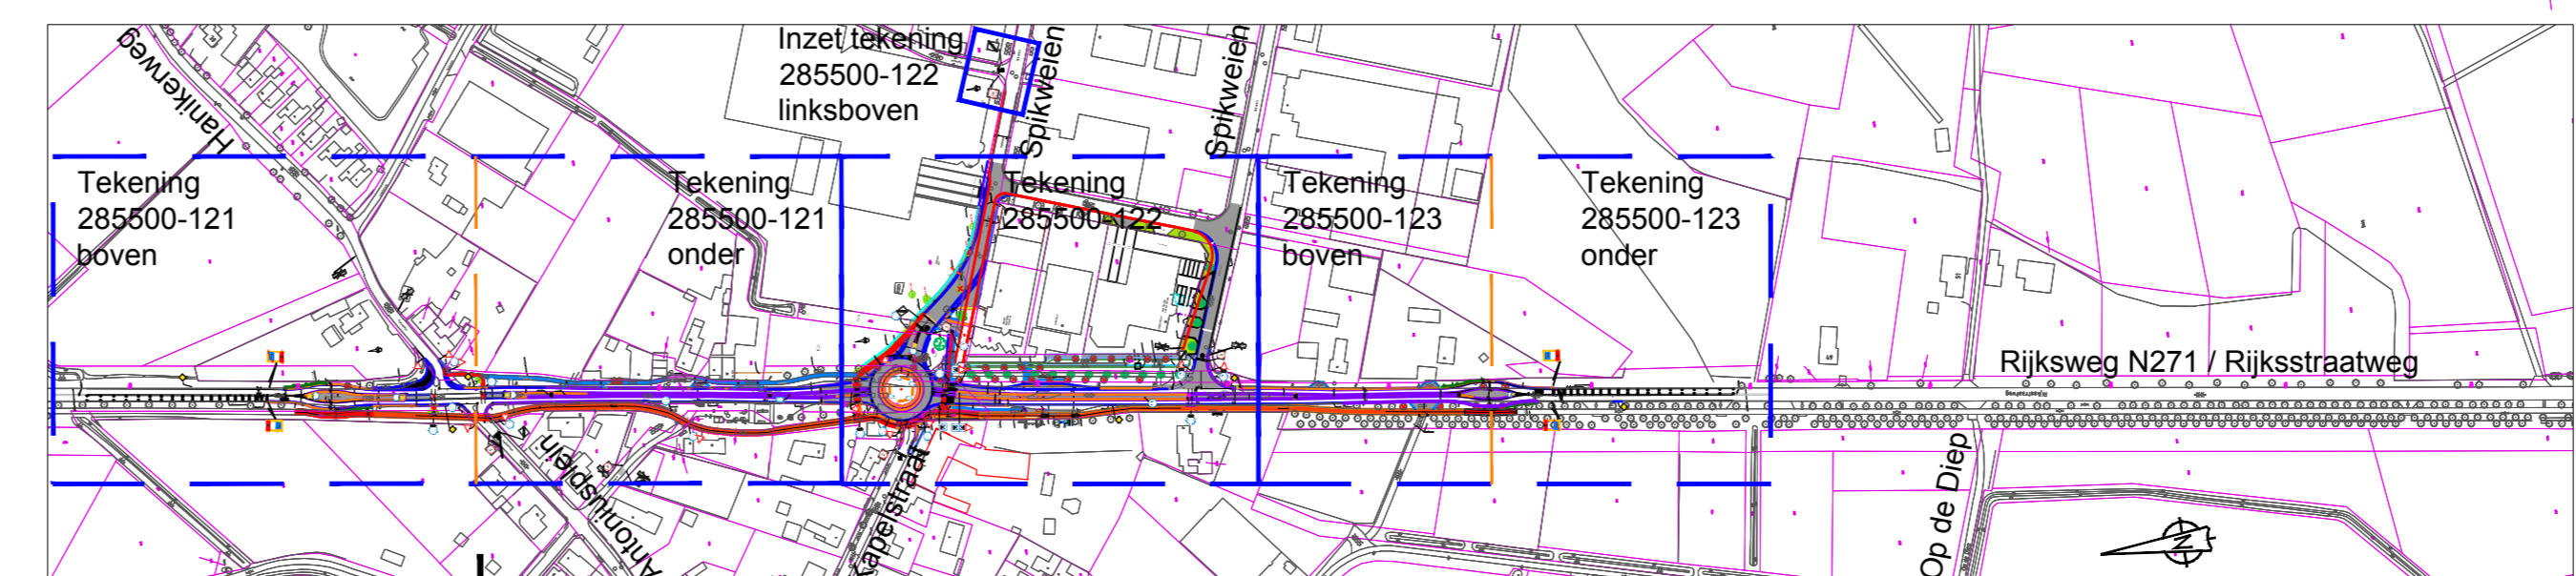 Hanikerweg
Inzet tekening
285500-122
linksboven
Spikweien
Spikweien
Tekening
285500-121
boven
Tekening
285500-121
onder
Tekening
285500-122
Tekening
285500-123
boven
Tekening
285500-123
onder
Rijksweg N271 / Rijksstraatweg
Antoniusplein
Kapelstraat
Op de Diep
N